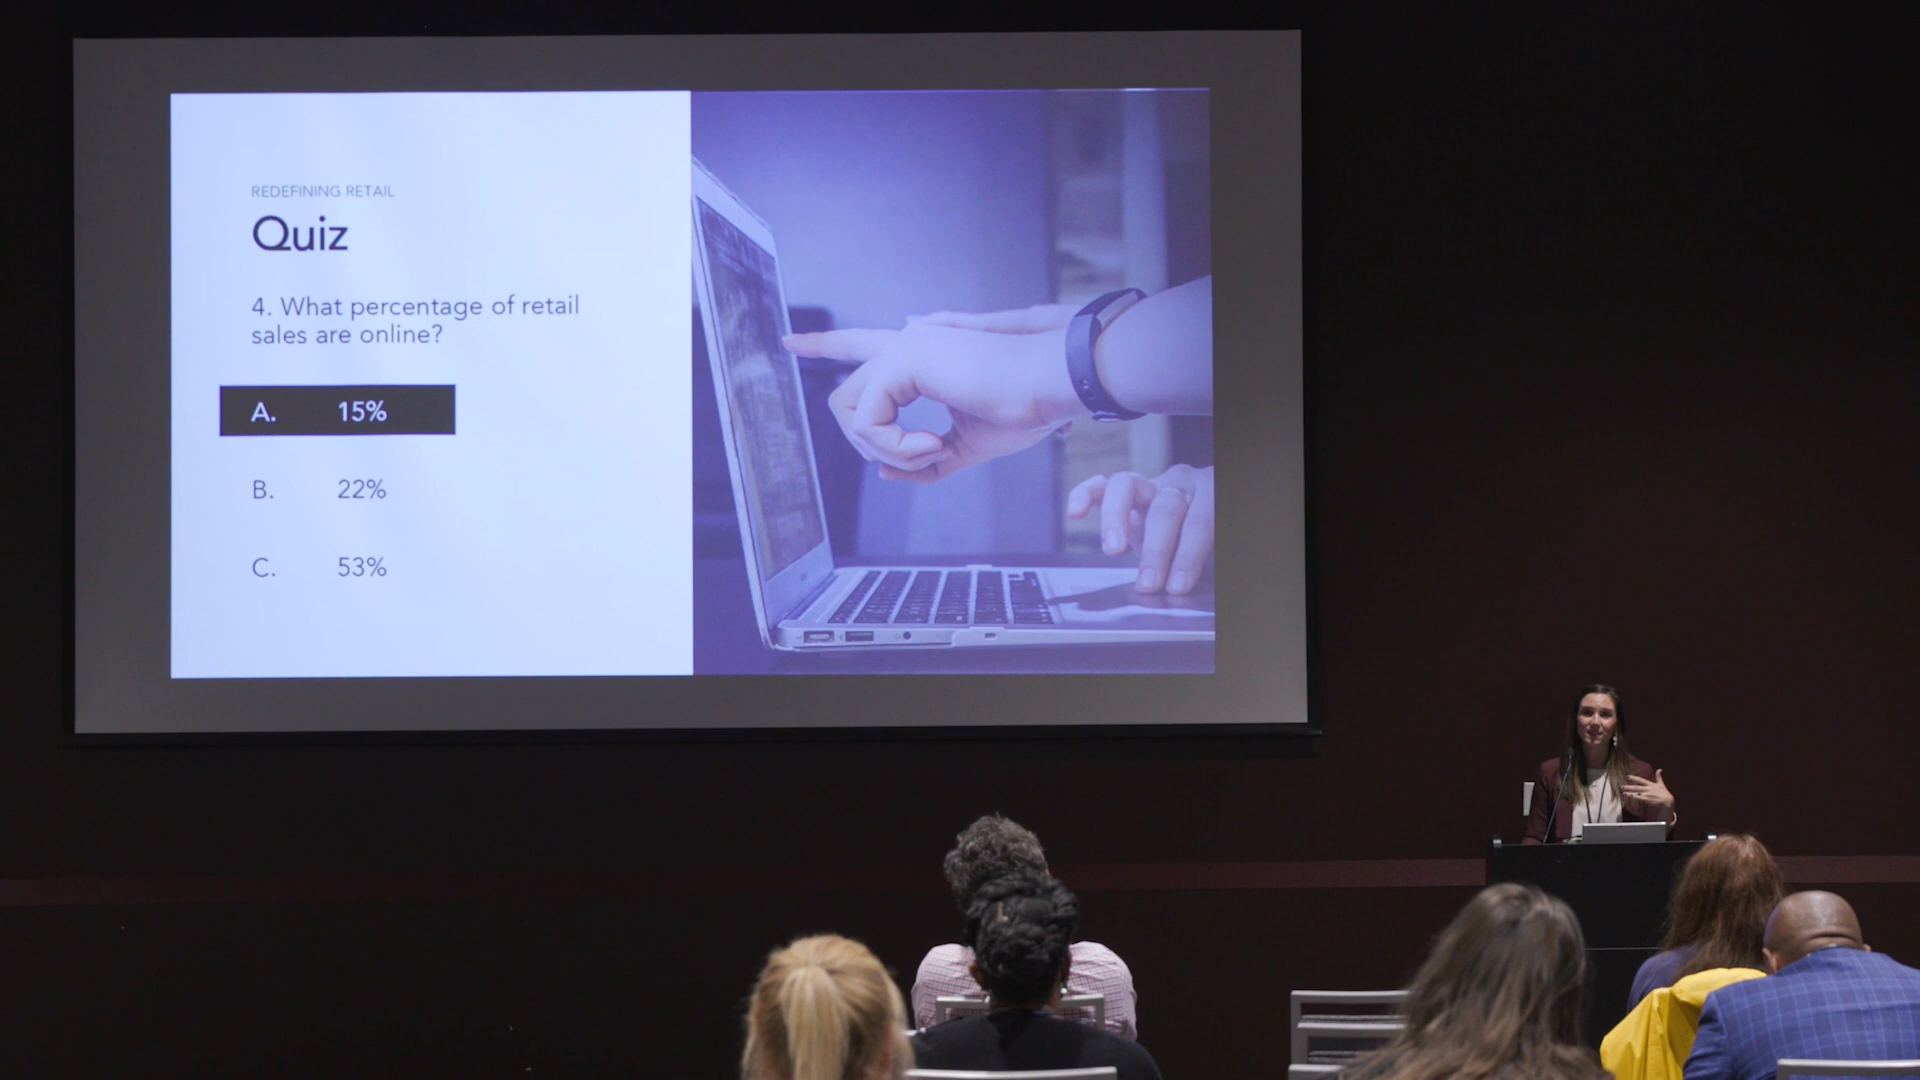 REDEFINING RETAIL
Quiz
4. What percentage of retail
sales are online?
A. 15%
B. 22%
C. 53%